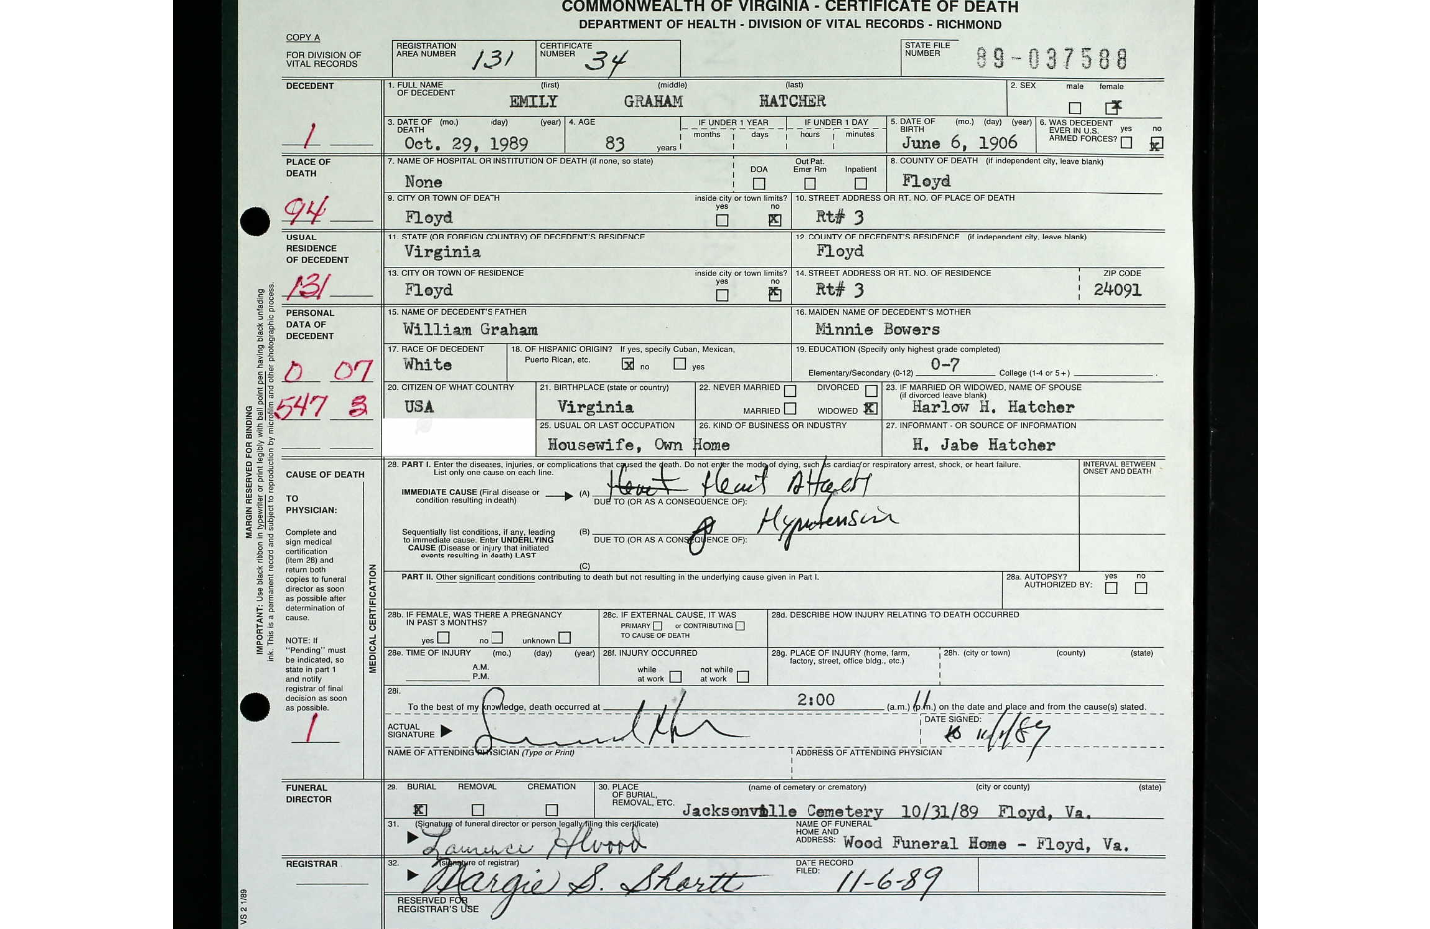 COMMONWEALTH OF VIRGINIA - CERTIFICATE OF DEATH
DEPARTMENT OF HEALTH - DIVISION OF VITAL RECORDS - RICHMOND
COPY A
FOR DIVISION OF VITAL RECORDS
REGISTRATION AREA NUMBER 131
CERTIFICATE NUMBER 34
STATE FILE NUMBER 89-037588
DECEDENT
1. FULL NAME OF DECEDENT (first) (middle) (last)
EMILY GRAHAM HATCHER
2. SEX male female X
1
3. DATE OF DEATH (mo.) (day) (year)
Oct. 29, 1989
4. AGE 83 years
IF UNDER 1 YEAR months days
IF UNDER 1 DAY hours minutes
5. DATE OF BIRTH (mo.) (day) (year)
June 6, 1906
6. WAS DECEDENT EVER IN U.S. ARMED FORCES? yes no X
PLACE OF DEATH
94
7. NAME OF HOSPITAL OR INSTITUTION OF DEATH (if none, so state)
None
DOA Out Pat. Emer Rm Inpatient
8. COUNTY OF DEATH (if independent city, leave blank)
Floyd
9. CITY OR TOWN OF DEATH
Floyd
inside city or town limits? yes no X
10. STREET ADDRESS OR RT. NO. OF PLACE OF DEATH
Rt# 3
USUAL RESIDENCE OF DECEDENT
131
11. STATE (OR FOREIGN COUNTRY) OF DECEDENT'S RESIDENCE
Virginia
12. COUNTY OF DECEDENT'S RESIDENCE (if independent city, leave blank)
Floyd
13. CITY OR TOWN OF RESIDENCE
Floyd
inside city or town limits? yes no X
14. STREET ADDRESS OR RT. NO. OF RESIDENCE
Rt# 3
ZIP CODE
24091
PERSONAL DATA OF DECEDENT
0 07
547 3
15. NAME OF DECEDENT'S FATHER
William Graham
16. MAIDEN NAME OF DECEDENT'S MOTHER
Minnie Bowers
17. RACE OF DECEDENT
White
18. OF HISPANIC ORIGIN? If yes, specify Cuban, Mexican, Puerto Rican, etc. X no yes
19. EDUCATION (Specify only highest grade completed)
Elementary/Secondary (0-12) 0-7 College (1-4 or 5+)
20. CITIZEN OF WHAT COUNTRY
USA
21. BIRTHPLACE (state or country)
Virginia
22. NEVER MARRIED DIVORCED
MARRIED WIDOWED X
23. IF MARRIED OR WIDOWED, NAME OF SPOUSE (if divorced leave blank)
Harlow H. Hatcher
25. USUAL OR LAST OCCUPATION
26. KIND OF BUSINESS OR INDUSTRY
Housewife, Own Home
27. INFORMANT - OR SOURCE OF INFORMATION
H. Jabe Hatcher
MARGIN RESERVED FOR BINDING
IMPORTANT: Use black ribbon in typewriter or print legibly with ball point pen having black unfading ink. This is a permanent record and subject to reproduction by microfilm and other photographic process.
CAUSE OF DEATH
TO PHYSICIAN:
Complete and sign medical certification (item 28) and return both copies to funeral director as soon as possible after determination of cause.
NOTE: If "Pending" must be indicated, so state in part 1 and notify registrar of final decision as soon as possible.
1
MEDICAL CERTIFICATION
28. PART I. Enter the diseases, injuries, or complications that caused the death. Do not enter the mode of dying, such as cardiac/or respiratory arrest, shock, or heart failure.
List only one cause on each line.
INTERVAL BETWEEN ONSET AND DEATH
IMMEDIATE CAUSE (Final disease or condition resulting in death) (A) Heart Attack
DUE TO (OR AS A CONSEQUENCE OF):
Sequentially list conditions, if any, leading to immediate cause. Enter UNDERLYING CAUSE (Disease or injury that initiated events resulting in death) LAST
(B) Hypotension
DUE TO (OR AS A CONSEQUENCE OF):
(C)
PART II. Other significant conditions contributing to death but not resulting in the underlying cause given in Part I.
28a. AUTOPSY? AUTHORIZED BY: yes no
28b. IF FEMALE, WAS THERE A PREGNANCY IN PAST 3 MONTHS?
yes no unknown
28c. IF EXTERNAL CAUSE, IT WAS
PRIMARY or CONTRIBUTING
TO CAUSE OF DEATH
28d. DESCRIBE HOW INJURY RELATING TO DEATH OCCURRED
28e. TIME OF INJURY (mo.) (day) (year)
A.M.
P.M.
28f. INJURY OCCURRED
while at work not while at work
28g. PLACE OF INJURY (home, farm, factory, street, office bldg., etc.)
28h. (city or town) (county) (state)
28i.
To the best of my knowledge, death occurred at 2:00 (a.m.) (p.m.) on the date and place and from the cause(s) stated.
ACTUAL SIGNATURE
DATE SIGNED: 11/1/89
NAME OF ATTENDING PHYSICIAN (Type or Print)
ADDRESS OF ATTENDING PHYSICIAN
FUNERAL DIRECTOR
29. BURIAL REMOVAL CREMATION
X
30. PLACE OF BURIAL, REMOVAL, ETC. (name of cemetery or crematory) (city or county) (state)
Jacksonville Cemetery 10/31/89 Floyd, Va.
31. (Signature of funeral director or person legally filing this certificate)
NAME OF FUNERAL HOME AND ADDRESS: Wood Funeral Home - Floyd, Va.
REGISTRAR
32. (Signature of registrar)
Margie S. Shortt
DATE RECORD FILED: 11-6-89
RESERVED FOR REGISTRAR'S USE
VS 2 1/89